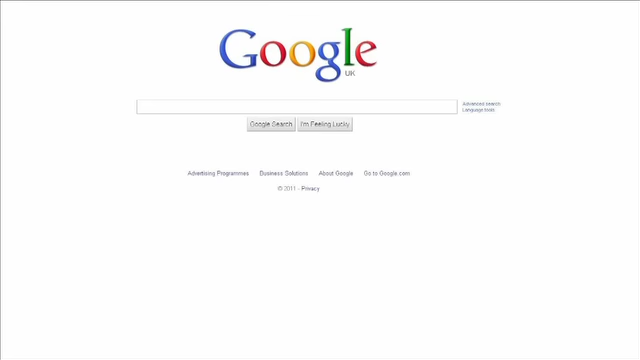 Google
UK
Advanced search
Language tools
Google Search I'm Feeling Lucky
Advertising Programmes Business Solutions About Google Go to Google.com
© 2011 - Privacy